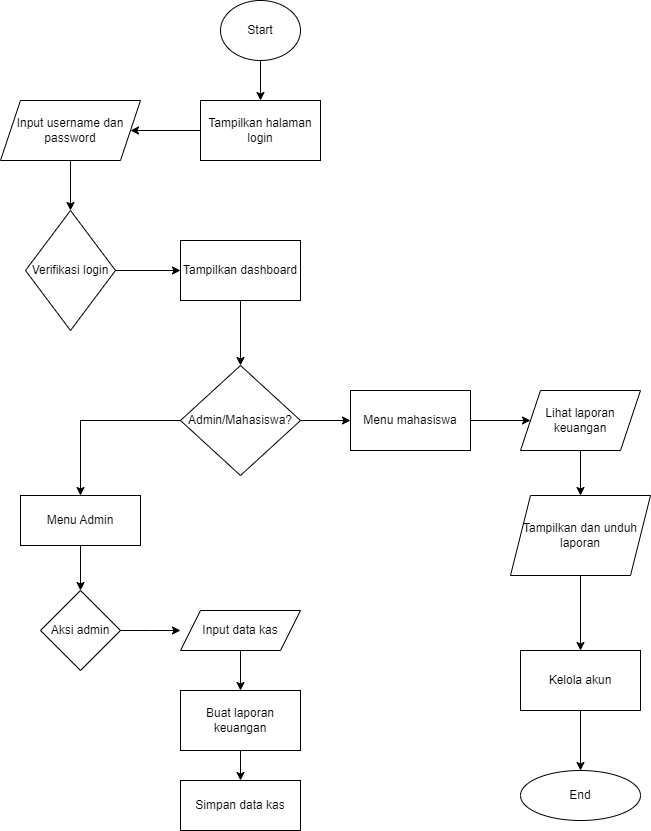 Start
Tampilkan halaman
login
Input username dan
password
Verifikasi login
Tampilkan dashboard
Admin/Mahasiswa?
Menu mahasiswa
Lihat laporan
keuangan
Tampilkan dan unduh
laporan
Menu Admin
Aksi admin
Input data kas
Buat laporan
keuangan
Simpan data kas
Kelola akun
End